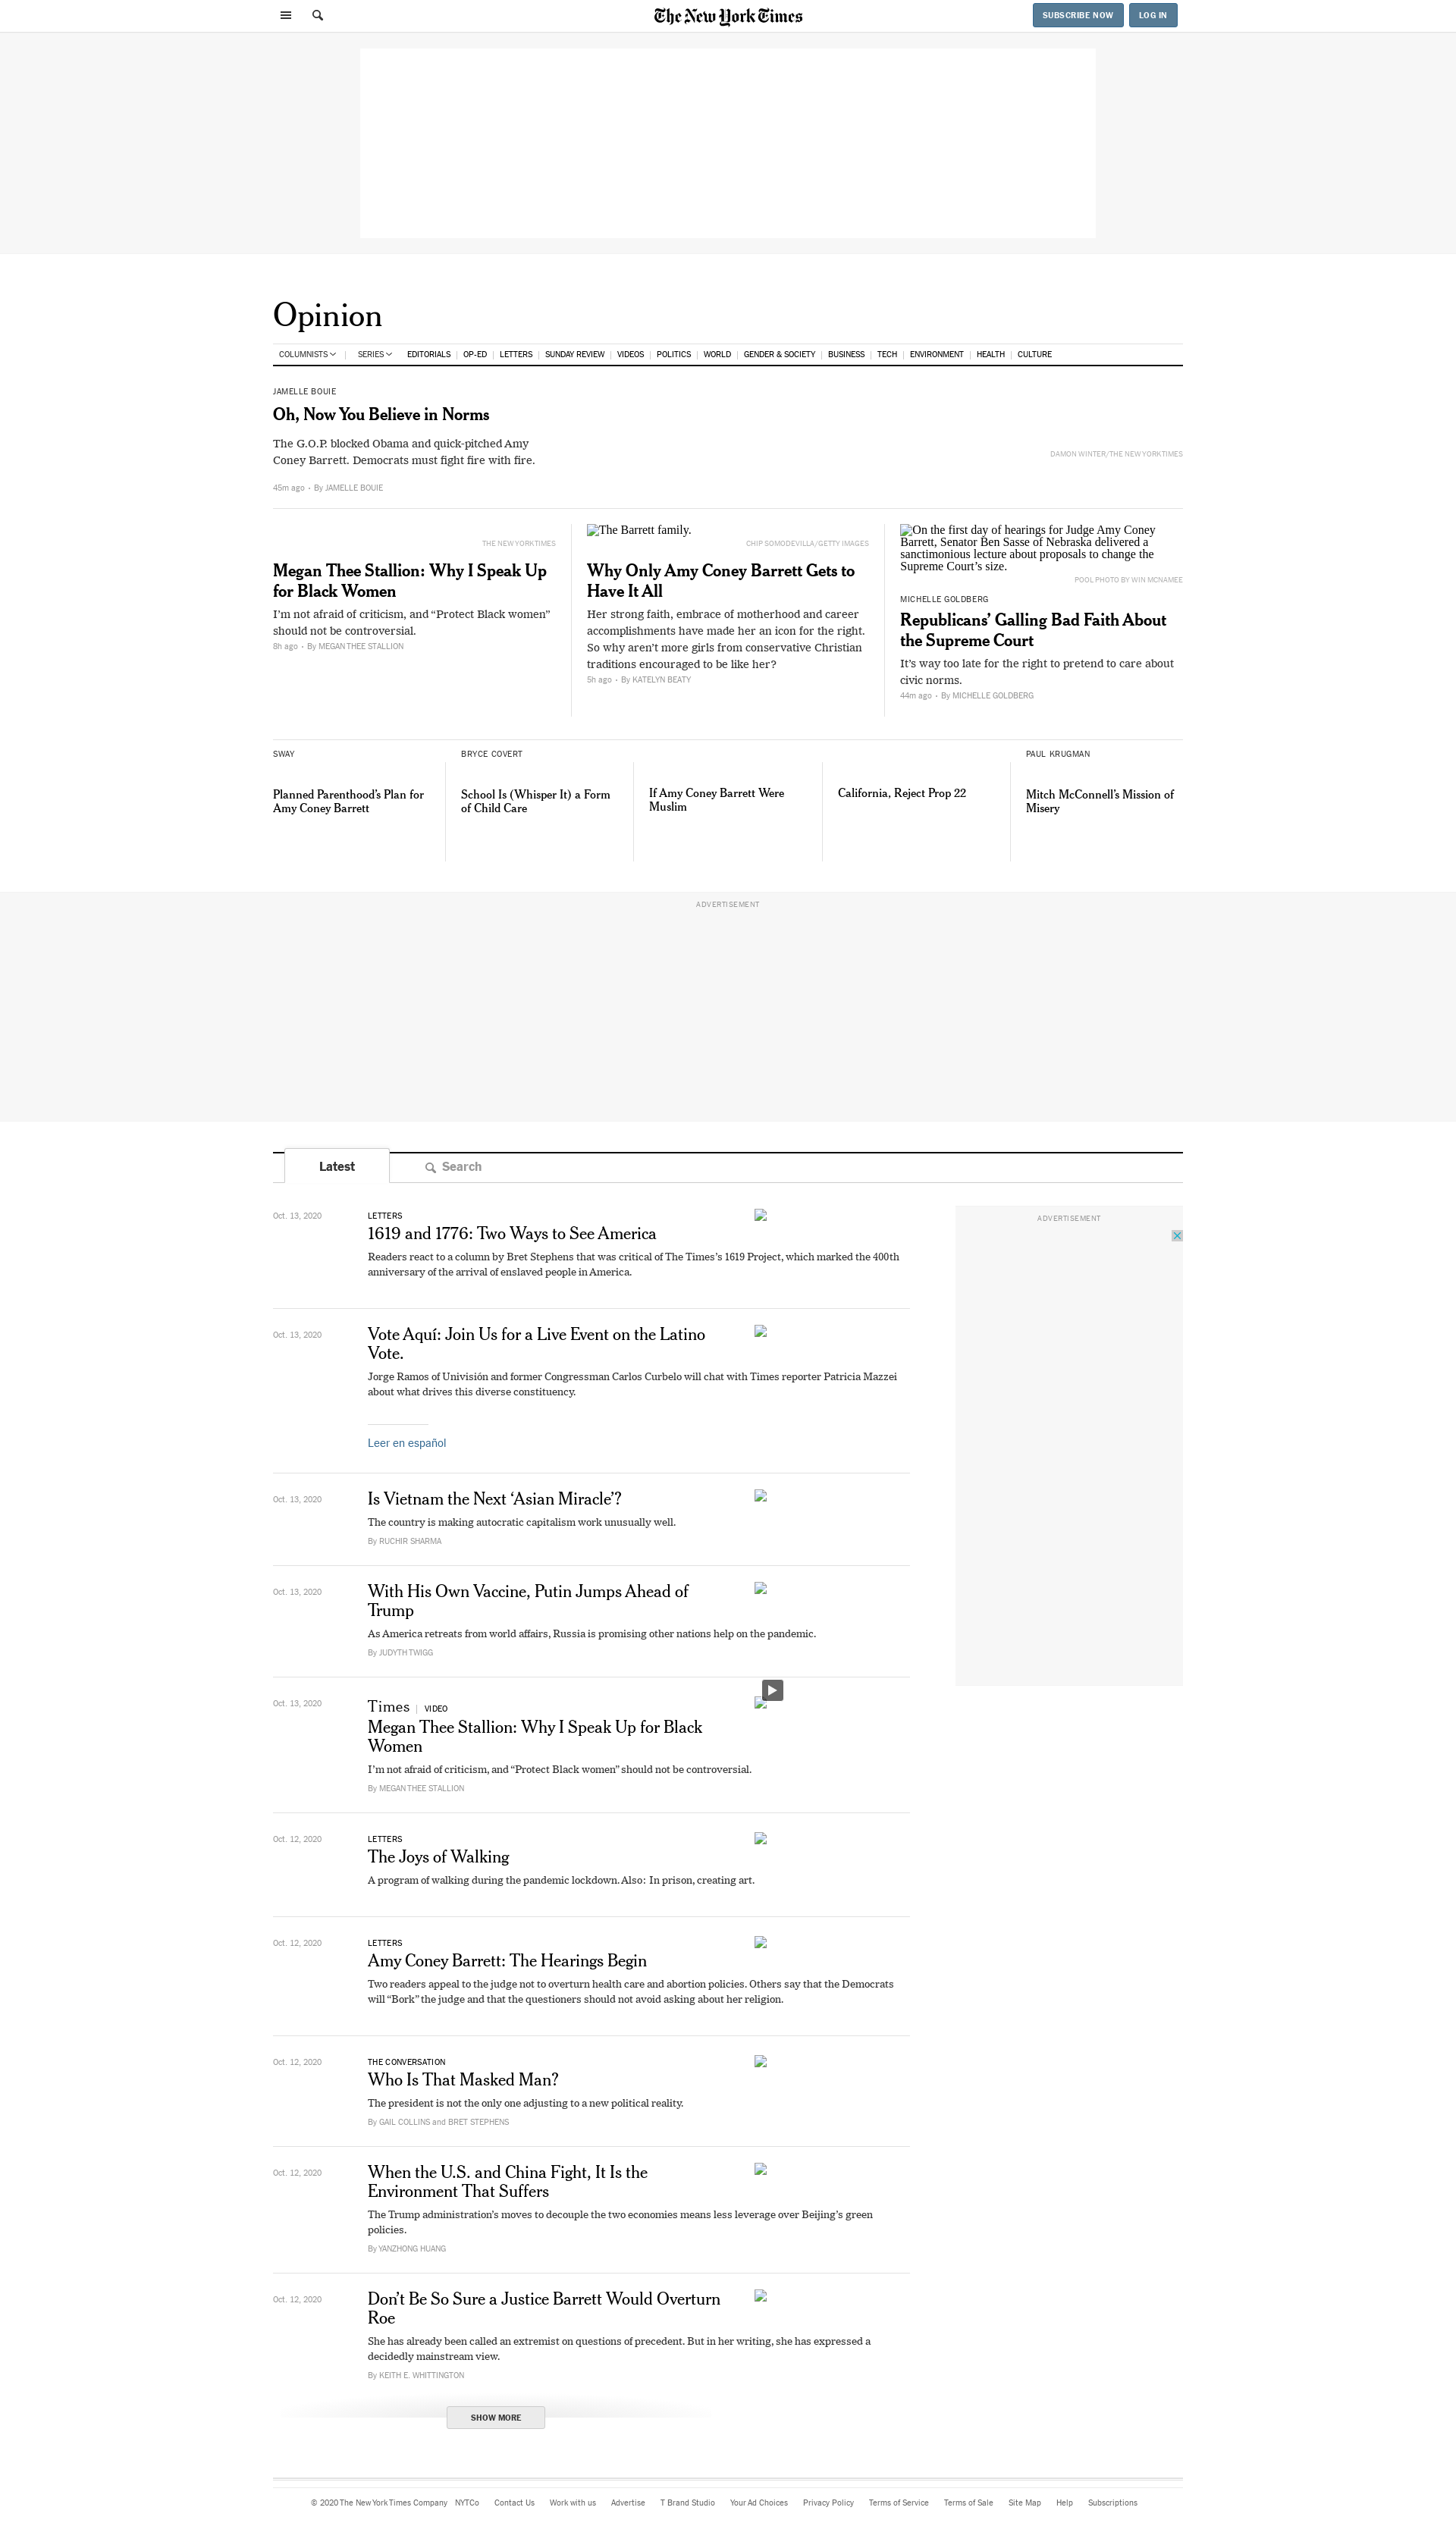 The New York Times
SUBSCRIBE NOW
LOG IN
Opinion
COLUMNISTS
SERIES
EDITORIALS
OP-ED
LETTERS
SUNDAY REVIEW
VIDEOS
POLITICS
WORLD
GENDER & SOCIETY
BUSINESS
TECH
ENVIRONMENT
HEALTH
CULTURE
JAMELLE BOUIE
Oh, Now You Believe in Norms
The G.O.P. blocked Obama and quick-pitched Amy
Coney Barrett. Democrats must fight fire with fire.
45m ago • By JAMELLE BOUIE
DAMON WINTER/THE NEW YORK TIMES
THE NEW YORK TIMES
Megan Thee Stallion: Why I Speak Up
for Black Women
I’m not afraid of criticism, and “Protect Black women”
should not be controversial.
8h ago • By MEGAN THEE STALLION
The Barrett family.
CHIP SOMODEVILLA/GETTY IMAGES
Why Only Amy Coney Barrett Gets to
Have It All
Her strong faith, embrace of motherhood and career
accomplishments have made her an icon for the right.
So why aren’t more girls from conservative Christian
traditions encouraged to be like her?
5h ago • By KATELYN BEATY
On the first day of hearings for Judge Amy Coney
Barrett, Senator Ben Sasse of Nebraska delivered a
sanctimonious lecture about proposals to change the
Supreme Court’s size.
POOL PHOTO BY WIN MCNAMEE
MICHELLE GOLDBERG
Republicans’ Galling Bad Faith About
the Supreme Court
It’s way too late for the right to pretend to care about
civic norms.
44m ago • By MICHELLE GOLDBERG
SWAY
Planned Parenthood’s Plan for
Amy Coney Barrett
BRYCE COVERT
School Is (Whisper It) a Form
of Child Care
If Amy Coney Barrett Were
Muslim
California, Reject Prop 22
PAUL KRUGMAN
Mitch McConnell’s Mission of
Misery
ADVERTISEMENT
Latest
Search
ADVERTISEMENT
Oct. 13, 2020
LETTERS
1619 and 1776: Two Ways to See America
Readers react to a column by Bret Stephens that was critical of The Times’s 1619 Project, which marked the 400th
anniversary of the arrival of enslaved people in America.
Oct. 13, 2020
Vote Aquí: Join Us for a Live Event on the Latino
Vote.
Jorge Ramos of Univisión and former Congressman Carlos Curbelo will chat with Times reporter Patricia Mazzei
about what drives this diverse constituency.
Leer en español
Oct. 13, 2020
Is Vietnam the Next ‘Asian Miracle’?
The country is making autocratic capitalism work unusually well.
By RUCHIR SHARMA
Oct. 13, 2020
With His Own Vaccine, Putin Jumps Ahead of
Trump
As America retreats from world affairs, Russia is promising other nations help on the pandemic.
By JUDYTH TWIGG
Oct. 13, 2020
Times | VIDEO
Megan Thee Stallion: Why I Speak Up for Black
Women
I’m not afraid of criticism, and “Protect Black women” should not be controversial.
By MEGAN THEE STALLION
Oct. 12, 2020
LETTERS
The Joys of Walking
A program of walking during the pandemic lockdown. Also: In prison, creating art.
Oct. 12, 2020
LETTERS
Amy Coney Barrett: The Hearings Begin
Two readers appeal to the judge not to overturn health care and abortion policies. Others say that the Democrats
will “Bork” the judge and that the questioners should not avoid asking about her religion.
Oct. 12, 2020
THE CONVERSATION
Who Is That Masked Man?
The president is not the only one adjusting to a new political reality.
By GAIL COLLINS and BRET STEPHENS
Oct. 12, 2020
When the U.S. and China Fight, It Is the
Environment That Suffers
The Trump administration’s moves to decouple the two economies means less leverage over Beijing’s green
policies.
By YANZHONG HUANG
Oct. 12, 2020
Don’t Be So Sure a Justice Barrett Would Overturn
Roe
She has already been called an extremist on questions of precedent. But in her writing, she has expressed a
decidedly mainstream view.
By KEITH E. WHITTINGTON
SHOW MORE
© 2020 The New York Times Company NYTCo Contact Us Work with us Advertise T Brand Studio Your Ad Choices Privacy Policy Terms of Service Terms of Sale Site Map Help Subscriptions